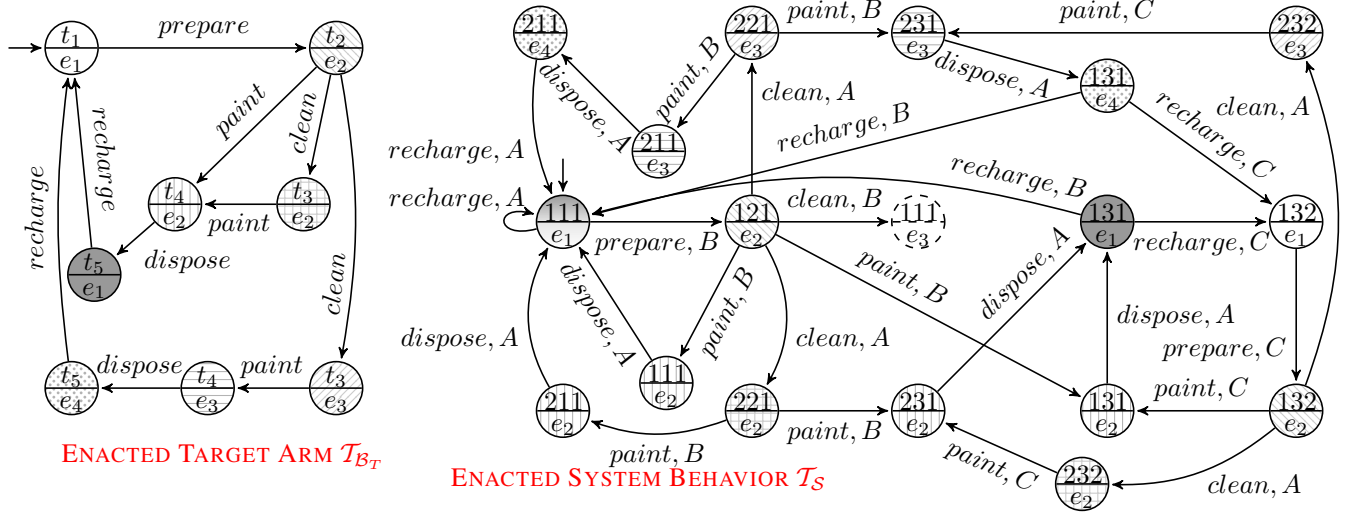 t₁
e₁
prepare
t₂
e₂
paint
clean
recharge
t₄
e₂
paint
t₃
e₂
recharge
dispose
t₅
e₁
clean
t₅
e₄
dispose
t₄
e₃
paint
t₃
e₃
ENACTED TARGET ARM 𝒯_ℬ_T
211
e₄
221
e₃
paint, B
231
e₃
paint, C
232
e₃
dispose, A
paint, B
211
e₃
clean, A
dispose, A
131
e₄
clean, A
recharge, A
recharge, B
recharge, C
recharge, A
111
e₁
prepare, B
121
e₂
clean, B
111
e₃
recharge, B
131
e₁
recharge, C
132
e₁
dispose, A
dispose, A
paint, B
111
e₂
clean, A
paint, B
dispose, A
dispose, A
prepare, C
211
e₂
paint, B
221
e₂
paint, B
231
e₂
131
e₂
paint, C
132
e₂
paint, C
232
e₂
clean, A
ENACTED SYSTEM BEHAVIOR 𝒯_𝒮